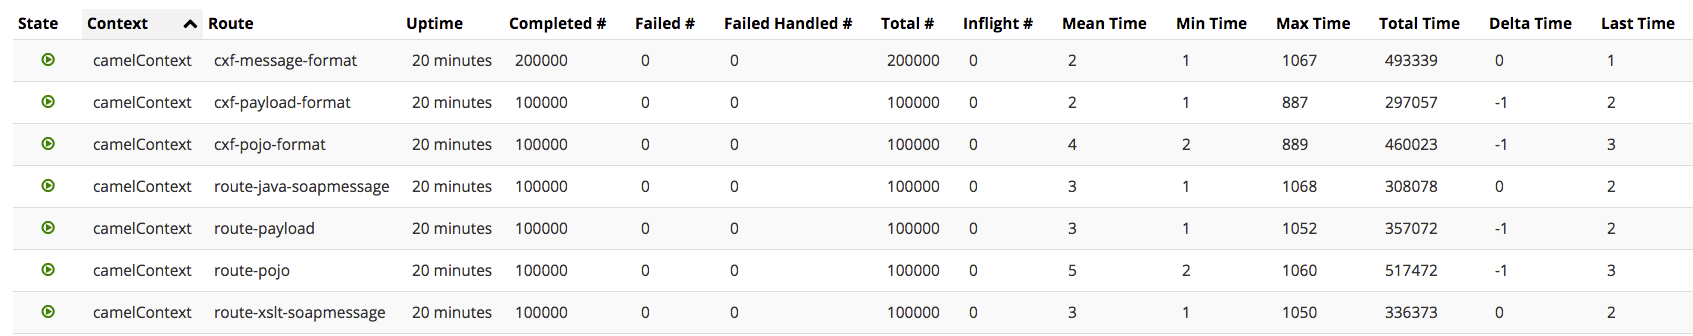 State Context Route Uptime Completed # Failed # Failed Handled # Total # Inflight # Mean Time Min Time Max Time Total Time Delta Time Last Time
camelContext cxf-message-format 20 minutes 200000 0 0 200000 0 2 1 1067 493339 0 1
camelContext cxf-payload-format 20 minutes 100000 0 0 100000 0 2 1 887 297057 -1 2
camelContext cxf-pojo-format 20 minutes 100000 0 0 100000 0 4 2 889 460023 -1 3
camelContext route-java-soapmessage 20 minutes 100000 0 0 100000 0 3 1 1068 308078 0 2
camelContext route-payload 20 minutes 100000 0 0 100000 0 3 1 1052 357072 -1 2
camelContext route-pojo 20 minutes 100000 0 0 100000 0 5 2 1060 517472 -1 3
camelContext route-xslt-soapmessage 20 minutes 100000 0 0 100000 0 3 1 1050 336373 0 2